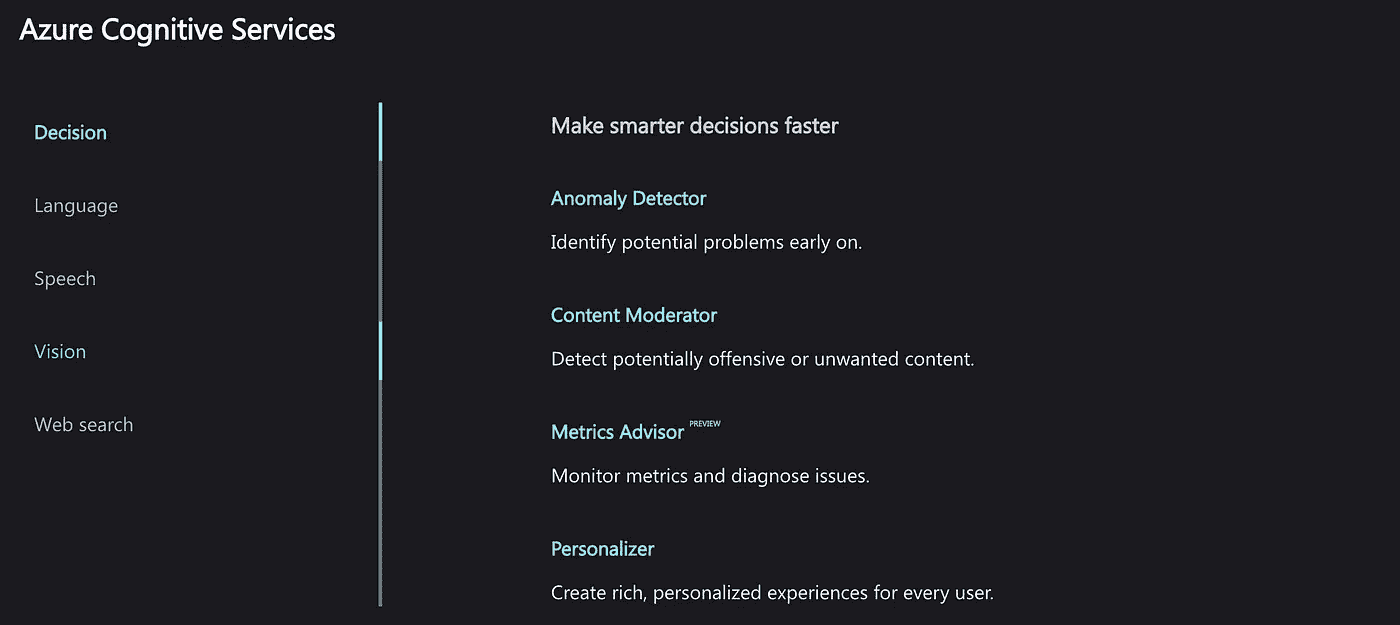 Azure Cognitive Services
Decision
Language
Speech
Vision
Web search
Make smarter decisions faster
Anomaly Detector
Identify potential problems early on.
Content Moderator
Detect potentially offensive or unwanted content.
Metrics Advisor PREVIEW
Monitor metrics and diagnose issues.
Personalizer
Create rich, personalized experiences for every user.